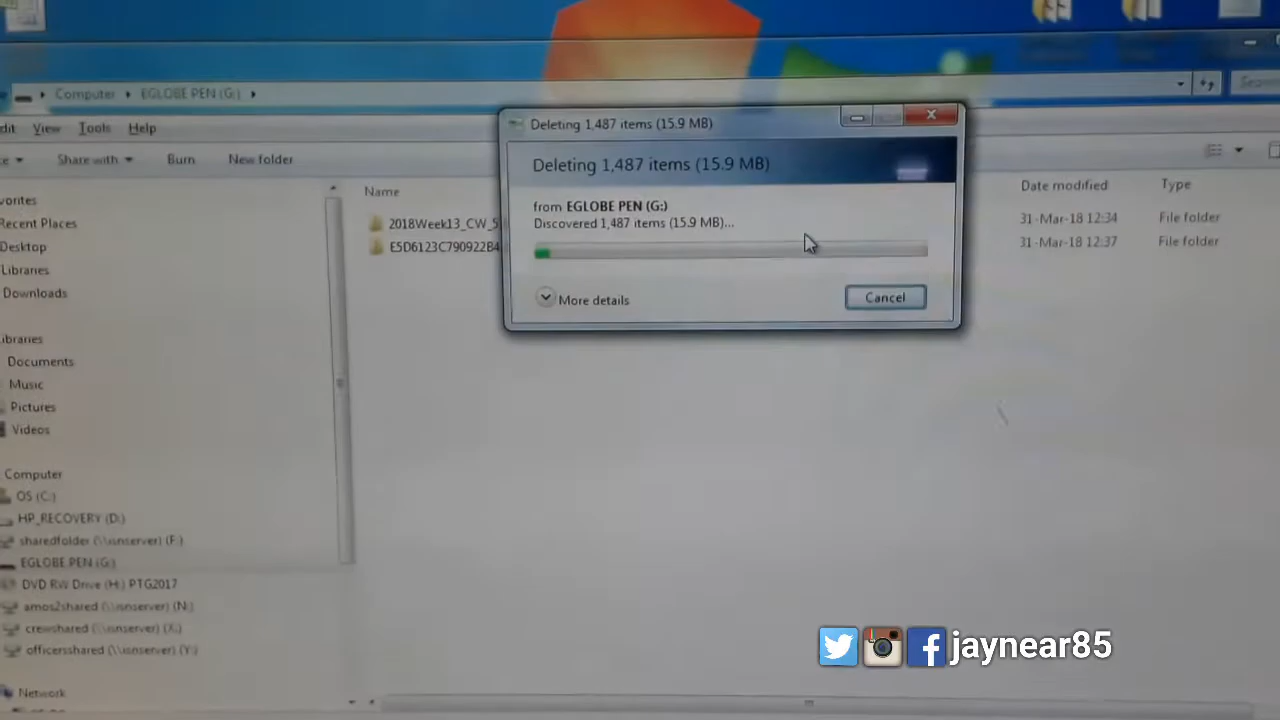 Computer EGLOBE PEN (G:)
dit View Tools Help
Share with Burn New folder
Name Date modified Type
2018Week13_CW_5 31-Mar-18 12:34 File folder
E5D6123C790922B4 31-Mar-18 12:37 File folder
Deleting 1,487 items (15.9 MB)
Deleting 1,487 items (15.9 MB)
from EGLOBE PEN (G:)
Discovered 1,487 items (15.9 MB)...
More details Cancel
vorites
Recent Places
Desktop
Libraries
Downloads
ibraries
Documents
Music
Pictures
Videos
Computer
OS (C:)
HP_RECOVERY (D:)
sharedfolder (\\isnserver) (F:)
EGLOBE PEN (G:)
DVD RW Drive (H:) PTG2017
amos2shared (\\isnserver) (N:)
crewshared (\\isnserver) (X:)
officersshared (\\isnserver) (Y:)
Network
jaynear85